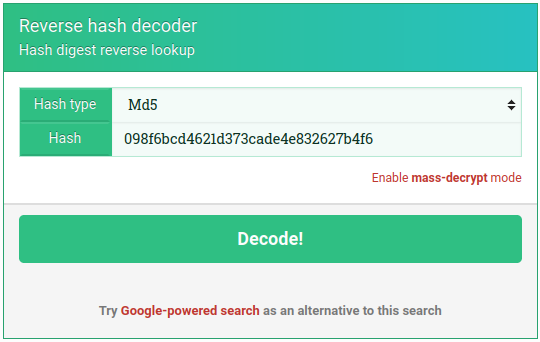 Reverse hash decoder
Hash digest reverse lookup
Hash type Md5
Hash 098f6bcd4621d373cade4e832627b4f6
Enable mass-decrypt mode
Decode!
Try Google-powered search as an alternative to this search